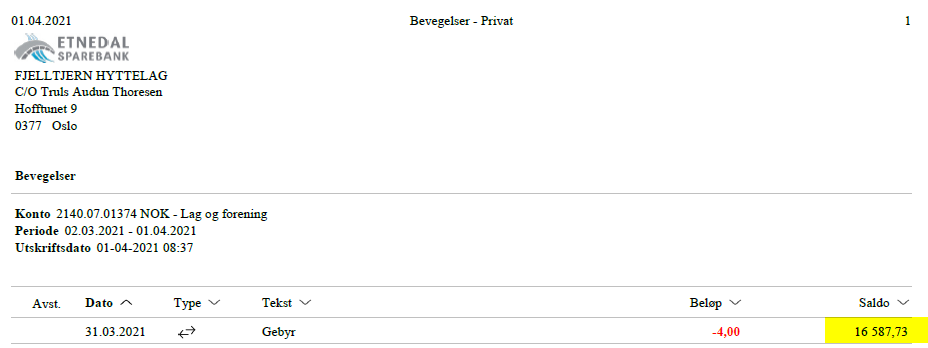 01.04.2021 Bevegelser - Privat 1
ETNEDAL
SPAREBANK
FJELLTJERN HYTTELAG
C/O Truls Audun Thoresen
Hofftunet 9
0377 Oslo
Bevegelser
Konto 2140.07.01374 NOK - Lag og forening
Periode 02.03.2021 - 01.04.2021
Utskriftsdato 01-04-2021 08:37
Avst. Dato Type Tekst Beløp Saldo
31.03.2021 Gebyr -4,00 16 587,73